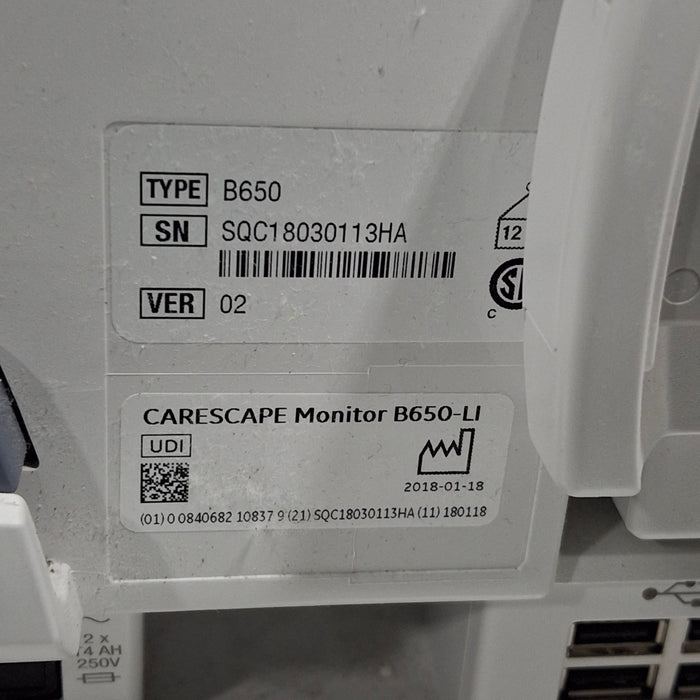 TYPE B650
SN SQC18030113HA
12
C
VER 02
CARESCAPE Monitor B650-LI
UDI
2018-01-18
(01) 0 0840682 10837 9 (21) SQC18030113HA (11) 180118
2 x
250V